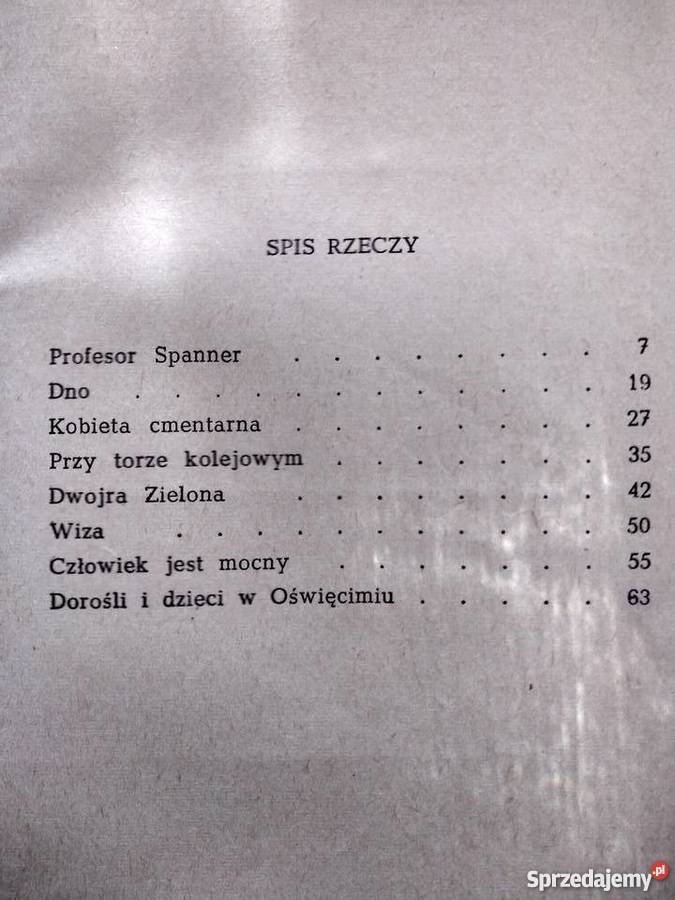 SPIS RZECZY
Profesor Spanner . . . . . . . . 7
Dno . . . . . . . . . . . . 19
Kobieta cmentarna . . . . . . . . 27
Przy torze kolejowym . . . . . . . 35
Dwojra Zielona . . . . . . . . 42
Wiza . . . . . . . . . . . 50
Człowiek jest mocny . . . . . . . 55
Dorośli i dzieci w Oświęcimiu . . . . . 63
Sprzedajemy.pl